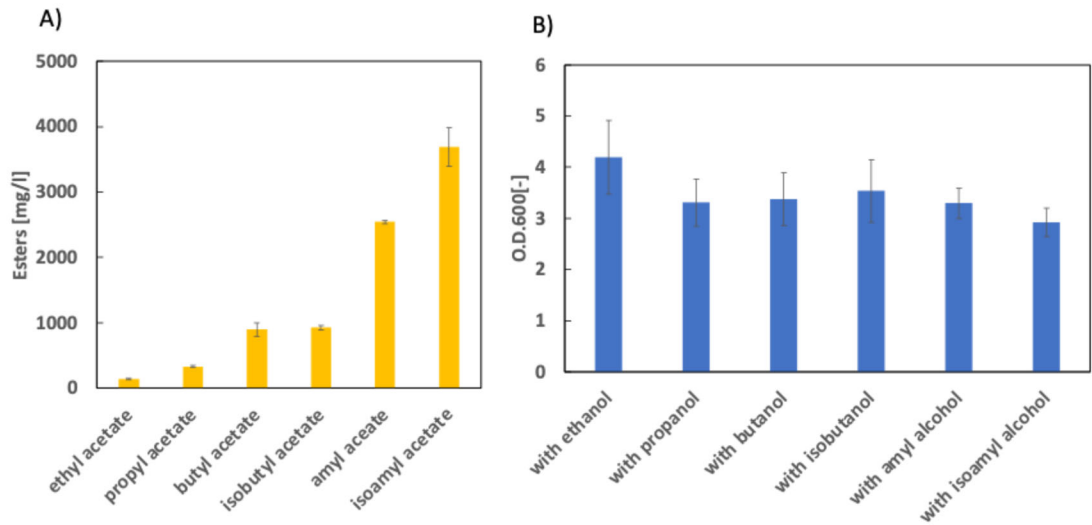 A)
Esters [mg/l]
5000
4000
3000
2000
1000
0
ethyl acetate
propyl acetate
butyl acetate
isobutyl acetate
amyl aceate
isoamyl acetate
B)
O.D.600[-]
6
5
4
3
2
1
0
with ethanol
with propanol
with butanol
with isobutanol
with amyl alcohol
with isoamyl alcohol